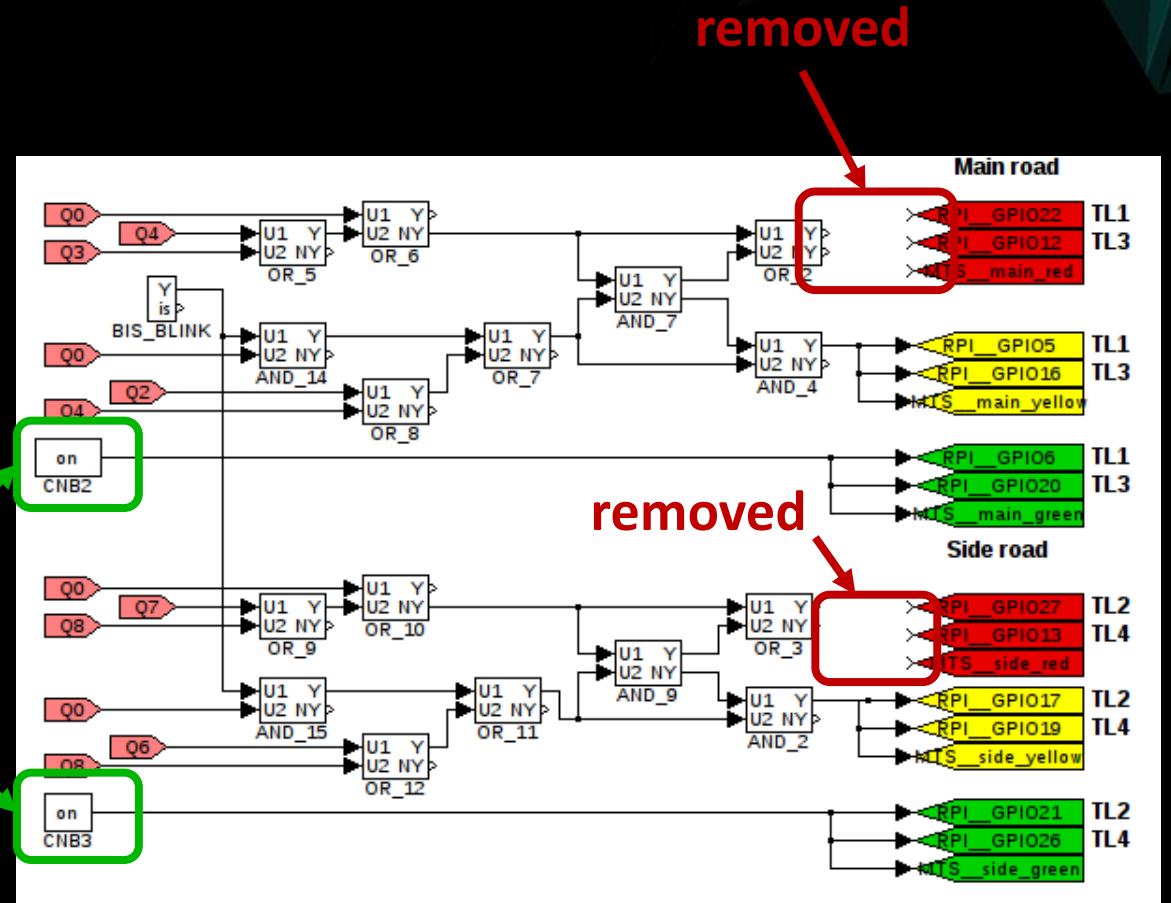 removed
Main road
Q0
U1 Y
U2 NY
OR_6
Q4
Q3
U1 Y
U2 NY
OR_5
Y
is
BIS_BLINK
U1 Y
U2 NY
OR_2
RPI__GPIO22 TL1
RPI__GPIO12 TL3
MTS__main_red
U1 Y
U2 NY
AND_7
Q0
U1 Y
U2 NY
AND_14
U1 Y
U2 NY
OR_7
U1 Y
U2 NY
AND_4
RPI__GPIO5 TL1
RPI__GPIO16 TL3
MTS__main_yellow
Q2
Q4
U1 Y
U2 NY
OR_8
on
CNB2
RPI__GPIO6 TL1
RPI__GPIO20 TL3
MTS__main_green
removed
Side road
Q0
U1 Y
U2 NY
OR_10
Q7
Q8
U1 Y
U2 NY
OR_9
U1 Y
U2 NY
OR_3
RPI__GPIO27 TL2
RPI__GPIO13 TL4
MTS__side_red
U1 Y
U2 NY
AND_9
Q0
U1 Y
U2 NY
AND_15
U1 Y
U2 NY
OR_11
U1 Y
U2 NY
AND_2
RPI__GPIO17 TL2
RPI__GPIO19 TL4
MTS__side_yellow
Q6
Q8
U1 Y
U2 NY
OR_12
on
CNB3
RPI__GPIO21 TL2
RPI__GPIO26 TL4
MTS__side_green